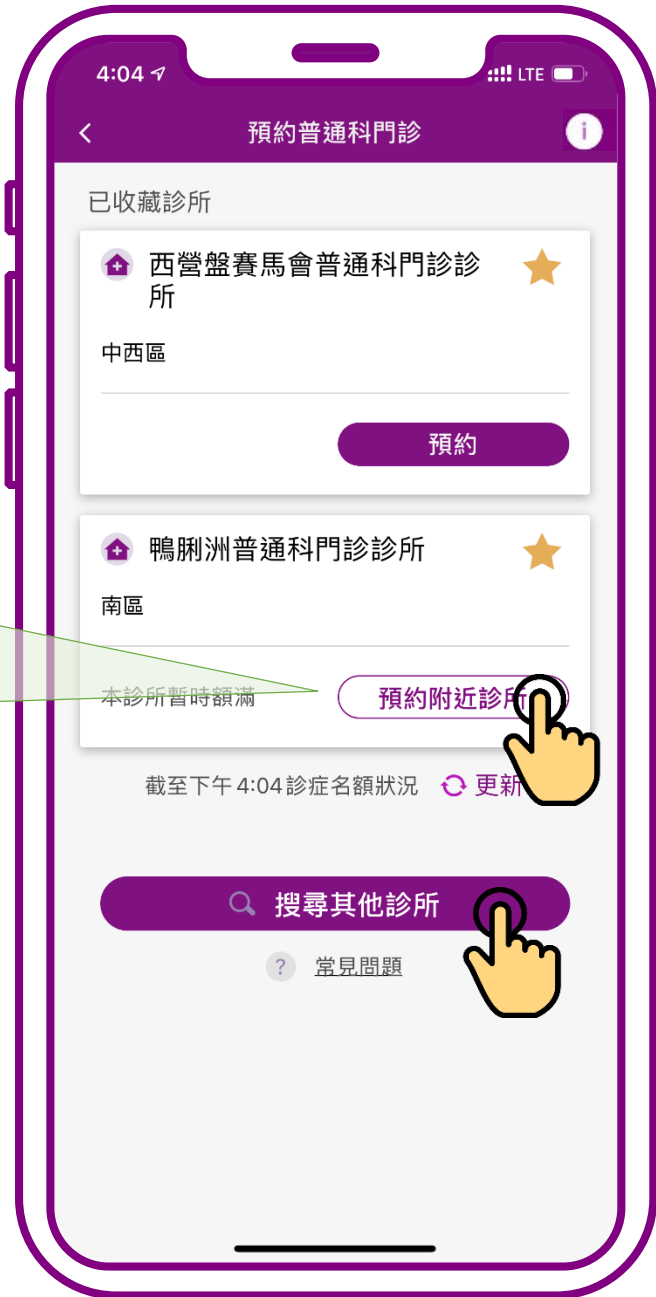 4:04
LTE
預約普通科門診
i
已收藏診所
西營盤賽馬會普通科門診診
所
中西區
預約
鴨脷洲普通科門診診所
南區
本診所暫時額滿
預約附近診所
截至下午4:04診症名額狀況
更新
搜尋其他診所
? 常見問題